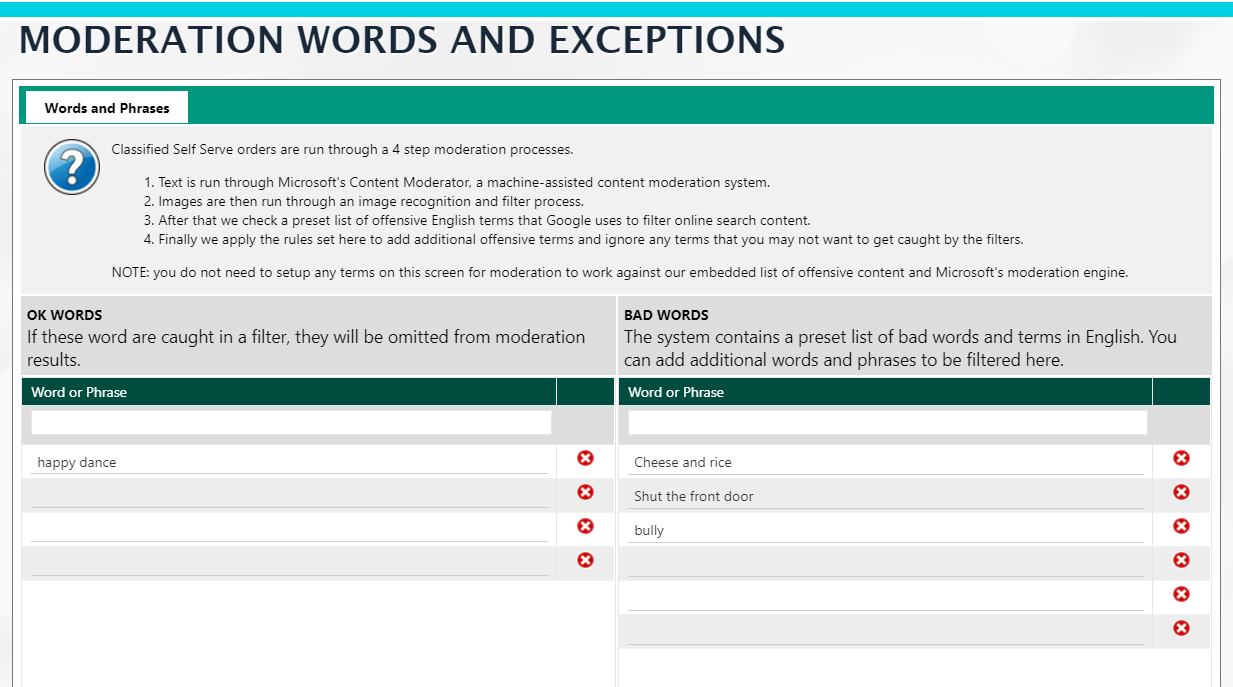 MODERATION WORDS AND EXCEPTIONS
Words and Phrases
Classified Self Serve orders are run through a 4 step moderation processes.
1. Text is run through Microsoft's Content Moderator, a machine-assisted content moderation system.
2. Images are then run through an image recognition and filter process.
3. After that we check a preset list of offensive English terms that Google uses to filter online search content.
4. Finally we apply the rules set here to add additional offensive terms and ignore any terms that you may not want to get caught by the filters.
NOTE: you do not need to setup any terms on this screen for moderation to work against our embedded list of offensive content and Microsoft's moderation engine.
OK WORDS
If these word are caught in a filter, they will be omitted from moderation
results.
Word or Phrase
happy dance
BAD WORDS
The system contains a preset list of bad words and terms in English. You
can add additional words and phrases to be filtered here.
Word or Phrase
Cheese and rice
Shut the front door
bully